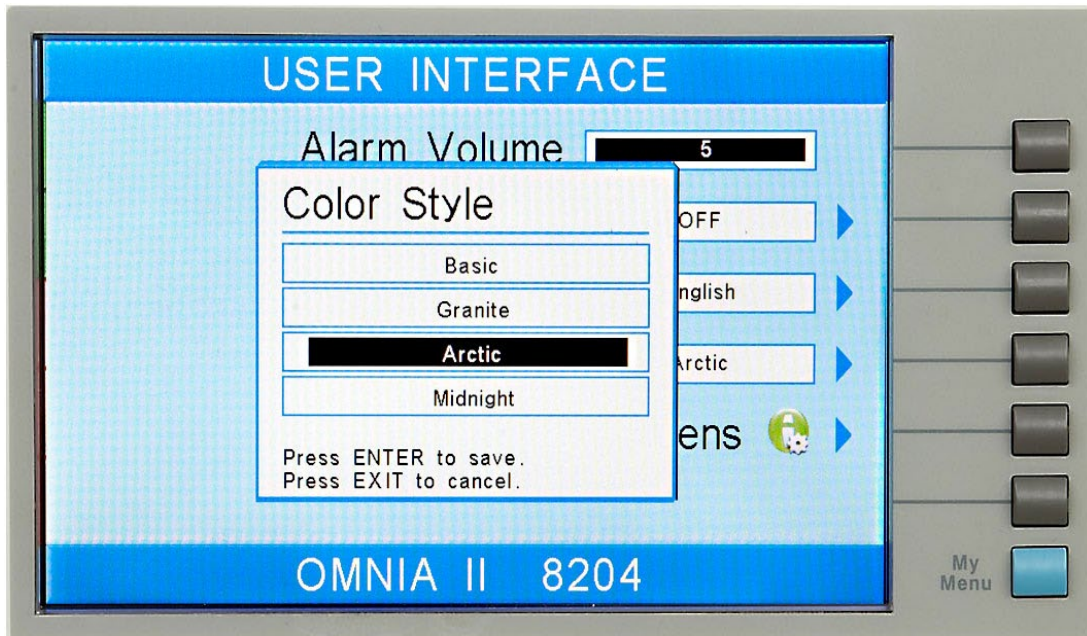 USER INTERFACE
Alarm Volume 5
Color Style
OFF
Basic
nglish
Granite
Arctic
Arctic
Midnight
ens
Press ENTER to save.
Press EXIT to cancel.
OMNIA II 8204
My
Menu